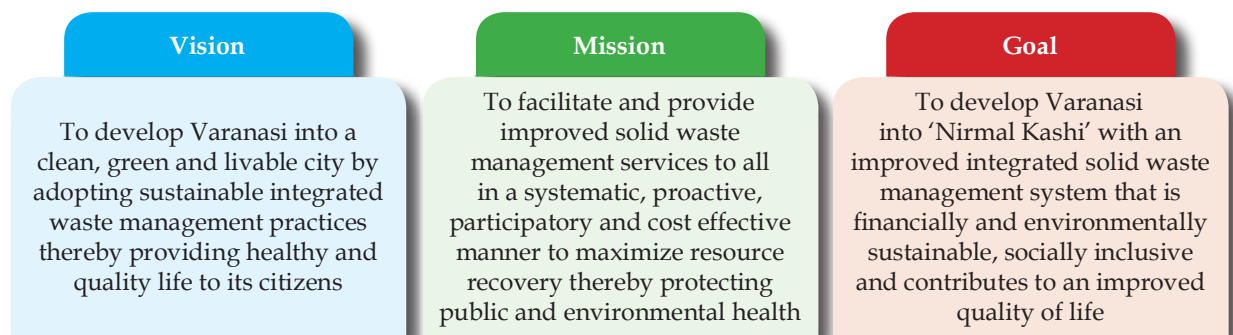 Vision
To develop Varanasi into a
clean, green and livable city by
adopting sustainable integrated
waste management practices
thereby providing healthy and
quality life to its citizens
Mission
To facilitate and provide
improved solid waste
management services to all
in a systematic, proactive,
participatory and cost effective
manner to maximize resource
recovery thereby protecting
public and environmental health
Goal
To develop Varanasi
into ‘Nirmal Kashi’ with an
improved integrated solid waste
management system that is
financially and environmentally
sustainable, socially inclusive
and contributes to an improved
quality of life